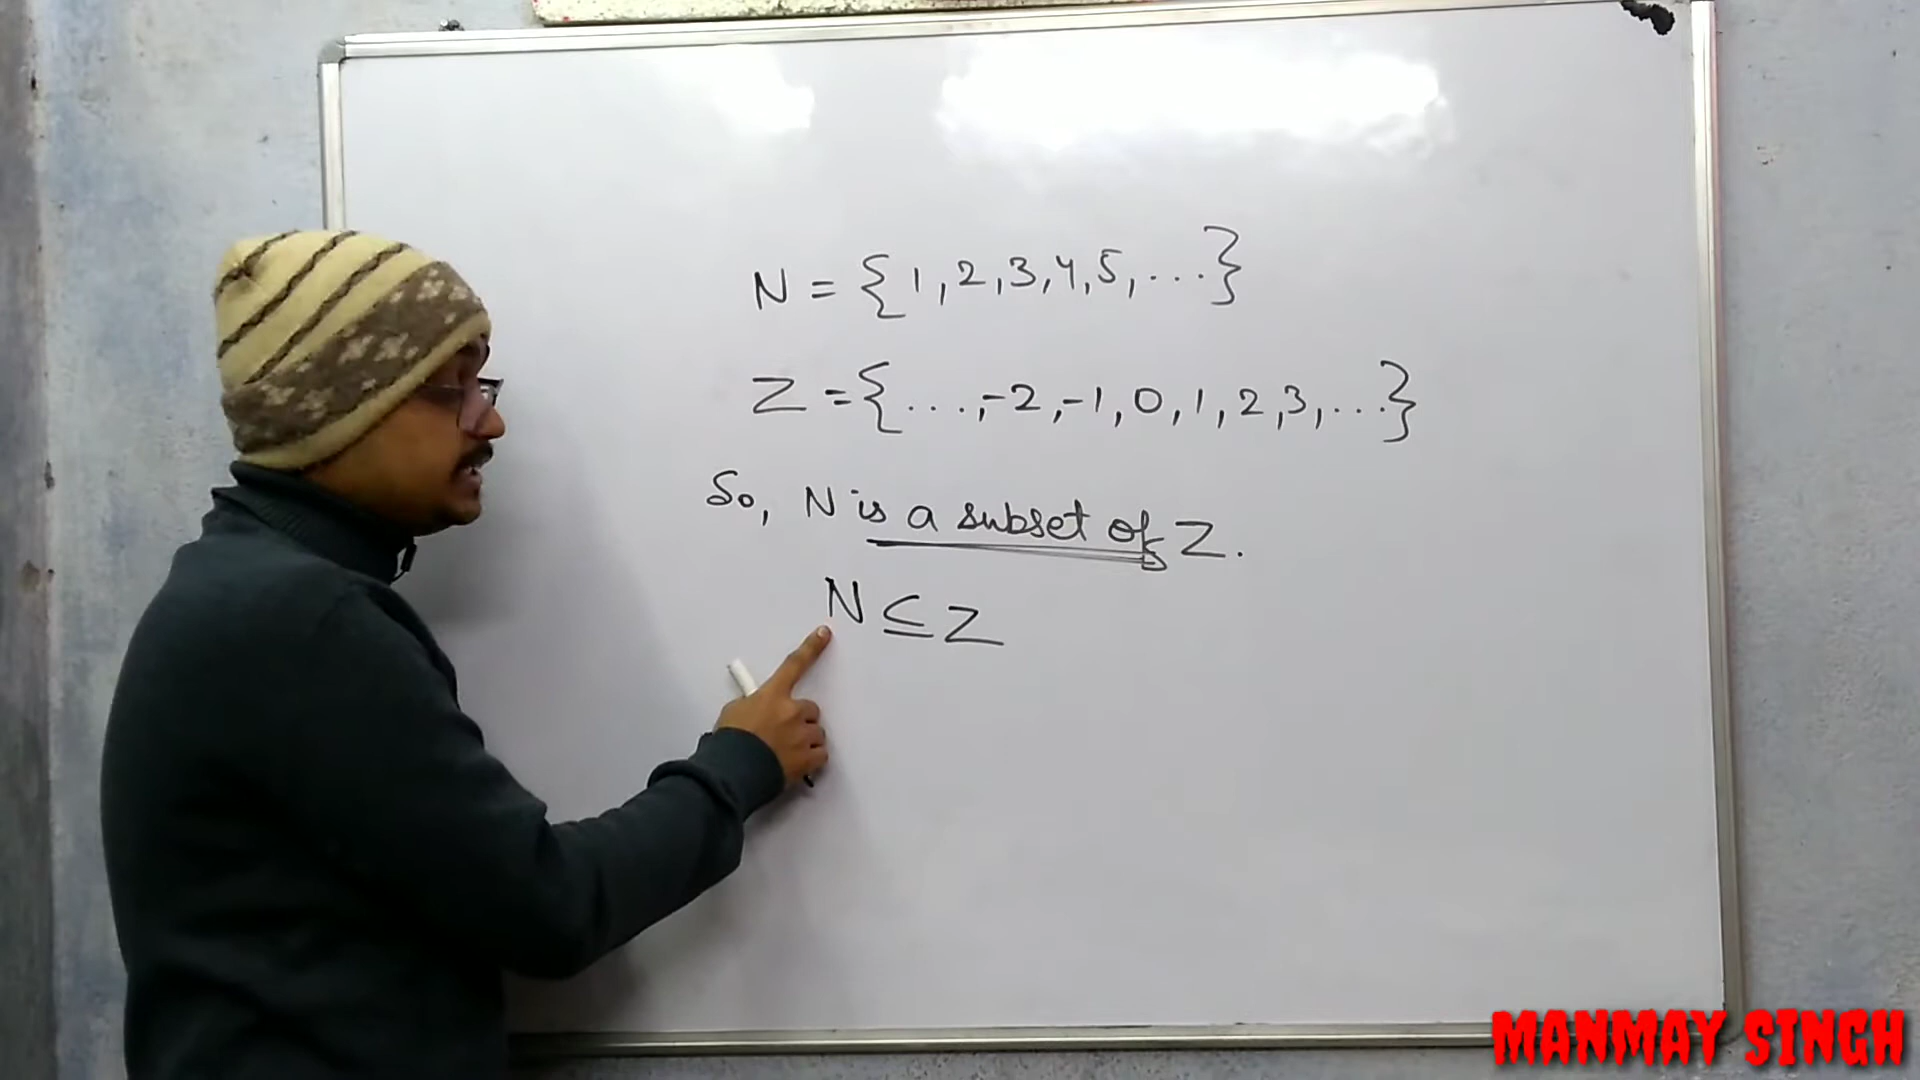 N = {1, 2, 3, 4, 5, ...}
Z = {..., -2, -1, 0, 1, 2, 3, ...}
So, N is a subset of Z.
N ⊆ Z
MANMAY SINGH